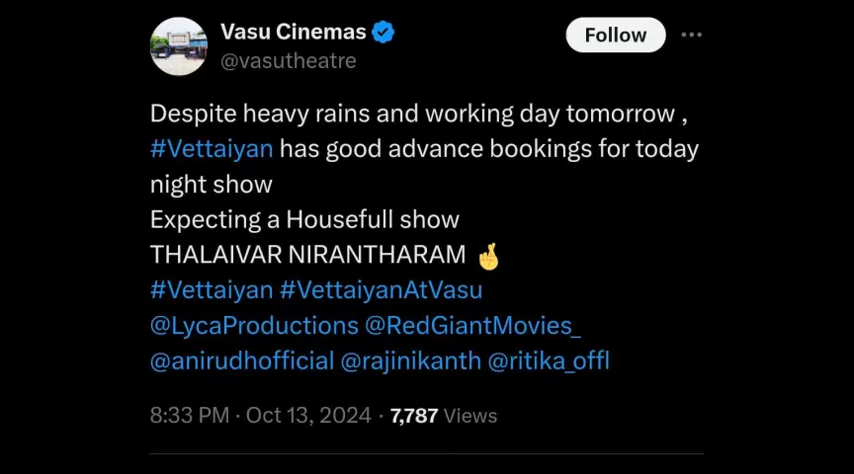 Vasu Cinemas
@vasutheatre
Follow
Despite heavy rains and working day tomorrow ,
#Vettaiyan has good advance bookings for today
night show
Expecting a Housefull show
THALAIVAR NIRANTHARAM 🤞
#Vettaiyan #VettaiyanAtVasu
@LycaProductions @RedGiantMovies_
@anirudhofficial @rajinikanth @ritika_offl
8:33 PM · Oct 13, 2024 · 7,787 Views